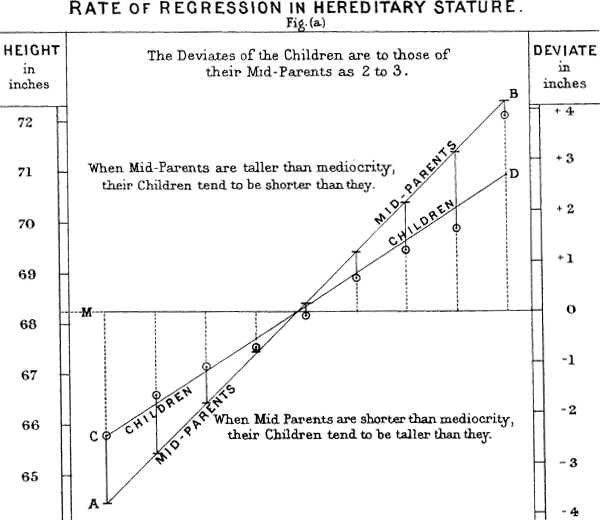 RATE OF REGRESSION IN HEREDITARY STATURE.
Fig. (a)
HEIGHT
in
inches
The Deviates of the Children are to those of
their Mid-Parents as 2 to 3.
DEVIATE
in
inches
B
72
+4
When Mid-Parents are taller than mediocrity,
their Children tend to be shorter than they.
MID-PARENTS
CHILDREN
D
71
+3
70
+2
69
+1
M
0
68
67
-1
66
-2
C
CHILDREN
MID-PARENTS
When Mid Parents are shorter than mediocrity,
their Children tend to be taller than they.
65
-3
A
-4